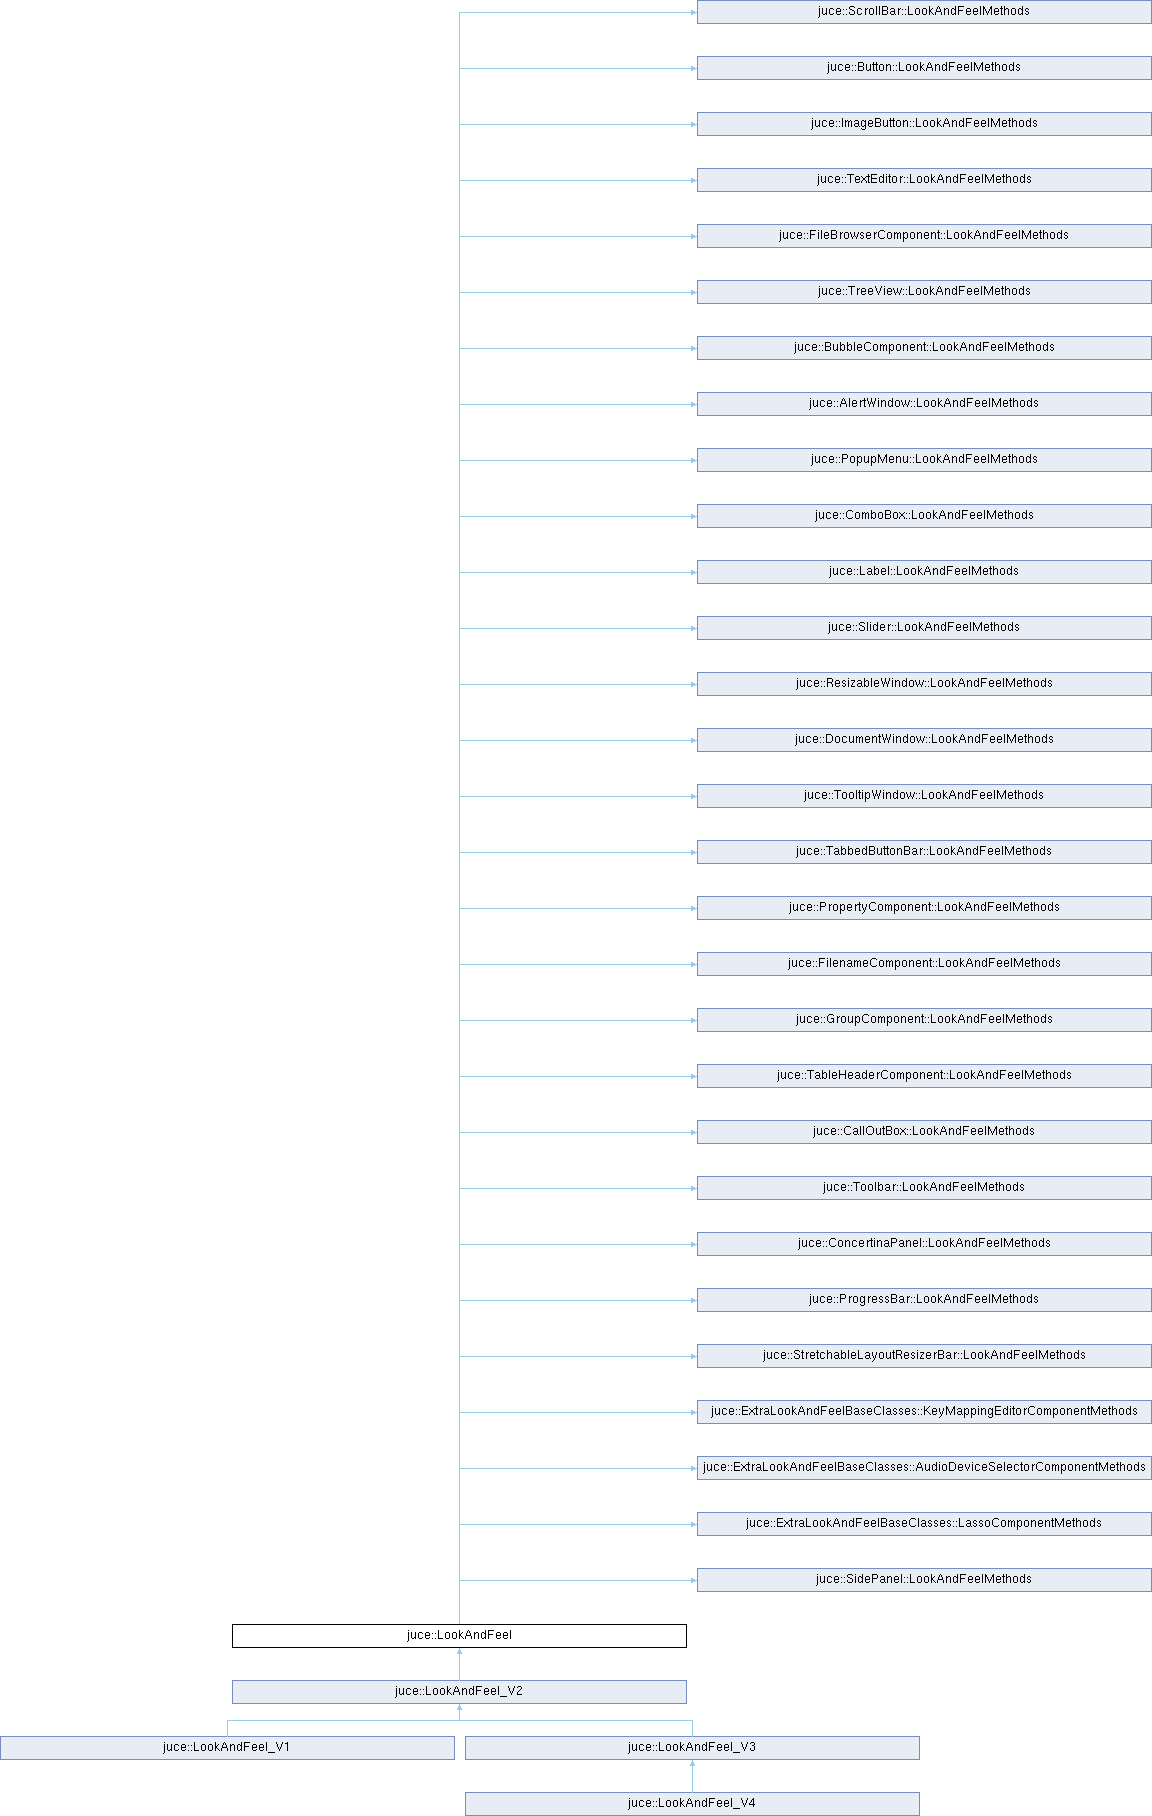 juce::ScrollBar::LookAndFeelMethods
juce::Button::LookAndFeelMethods
juce::ImageButton::LookAndFeelMethods
juce::TextEditor::LookAndFeelMethods
juce::FileBrowserComponent::LookAndFeelMethods
juce::TreeView::LookAndFeelMethods
juce::BubbleComponent::LookAndFeelMethods
juce::AlertWindow::LookAndFeelMethods
juce::PopupMenu::LookAndFeelMethods
juce::ComboBox::LookAndFeelMethods
juce::Label::LookAndFeelMethods
juce::Slider::LookAndFeelMethods
juce::ResizableWindow::LookAndFeelMethods
juce::DocumentWindow::LookAndFeelMethods
juce::TooltipWindow::LookAndFeelMethods
juce::TabbedButtonBar::LookAndFeelMethods
juce::PropertyComponent::LookAndFeelMethods
juce::FilenameComponent::LookAndFeelMethods
juce::GroupComponent::LookAndFeelMethods
juce::TableHeaderComponent::LookAndFeelMethods
juce::CallOutBox::LookAndFeelMethods
juce::Toolbar::LookAndFeelMethods
juce::ConcertinaPanel::LookAndFeelMethods
juce::ProgressBar::LookAndFeelMethods
juce::StretchableLayoutResizerBar::LookAndFeelMethods
juce::ExtraLookAndFeelBaseClasses::KeyMappingEditorComponentMethods
juce::ExtraLookAndFeelBaseClasses::AudioDeviceSelectorComponentMethods
juce::ExtraLookAndFeelBaseClasses::LassoComponentMethods
juce::SidePanel::LookAndFeelMethods
juce::LookAndFeel
juce::LookAndFeel_V2
juce::LookAndFeel_V1
juce::LookAndFeel_V3
juce::LookAndFeel_V4